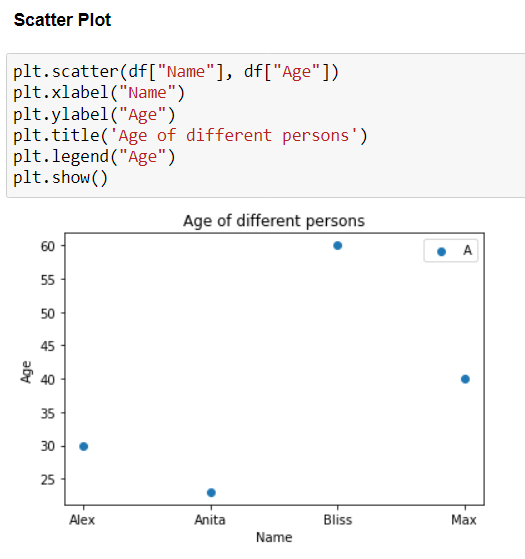 Scatter Plot
plt.scatter(df["Name"], df["Age"])
plt.xlabel("Name")
plt.ylabel("Age")
plt.title('Age of different persons')
plt.legend("Age")
plt.show()
Age of different persons
A
60
55
50
45
40
35
30
25
Age
Alex Anita Bliss Max
Name